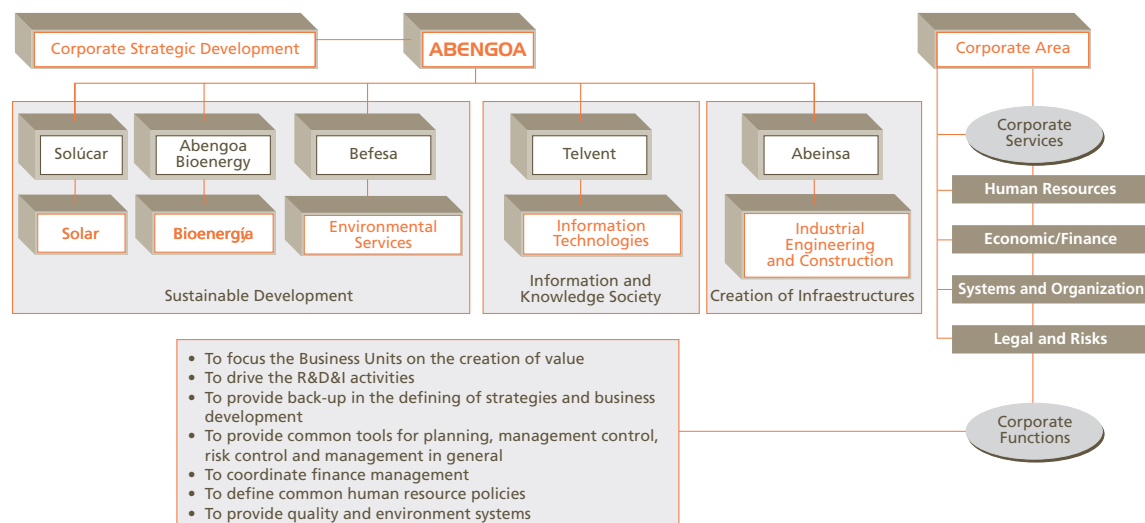 Corporate Strategic Development
ABENGOA
Corporate Area
Solúcar
Abengoa
Bioenergy
Befesa
Telvent
Abeinsa
Corporate
Services
Solar
Bioenergía
Environmental
Services
Information
Technologies
Industrial
Engineering
and Construction
Sustainable Development
Information and
Knowledge Society
Creation of Infraestructures
Human Resources
Economic/Finance
Systems and Organization
Legal and Risks
Corporate
Functions
• To focus the Business Units on the creation of value
• To drive the R&D&I activities
• To provide back-up in the defining of strategies and business
development
• To provide common tools for planning, management control,
risk control and management in general
• To coordinate finance management
• To define common human resource policies
• To provide quality and environment systems